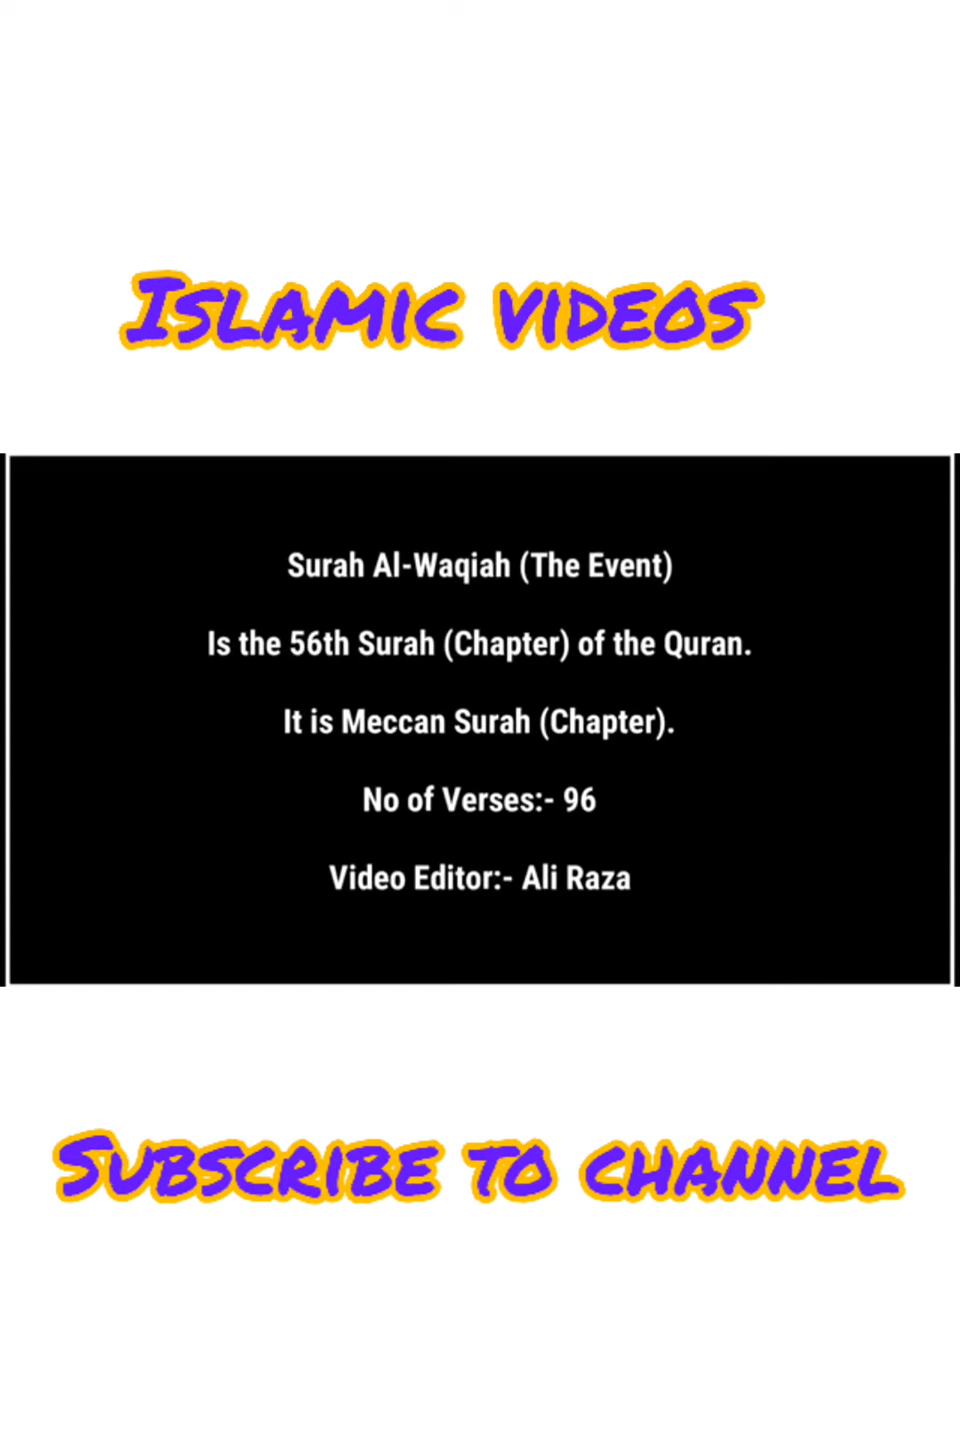 Islamic videos
Surah Al-Waqiah (The Event)
Is the 56th Surah (Chapter) of the Quran.
It is Meccan Surah (Chapter).
No of Verses:- 96
Video Editor:- Ali Raza
Subscribe to channel